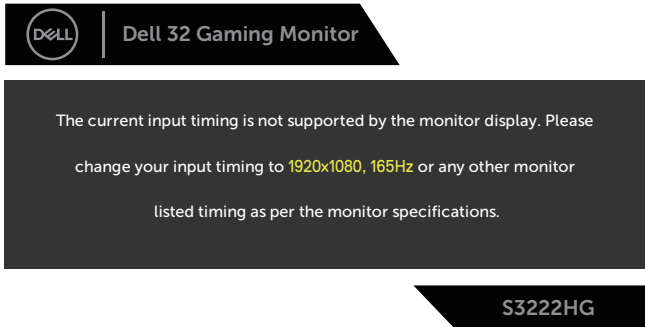 DELL
Dell 32 Gaming Monitor
The current input timing is not supported by the monitor display. Please
change your input timing to 1920x1080, 165Hz or any other monitor
listed timing as per the monitor specifications.
S3222HG